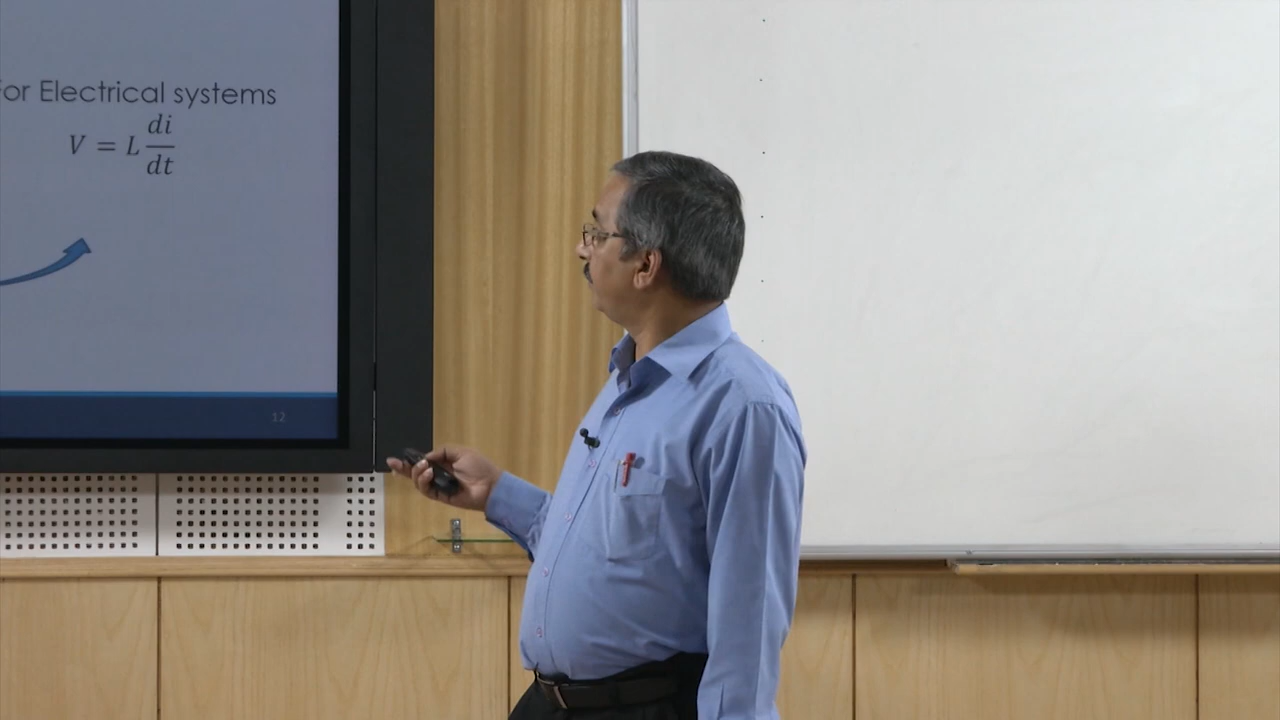 For Electrical systems
V = L di/dt
12